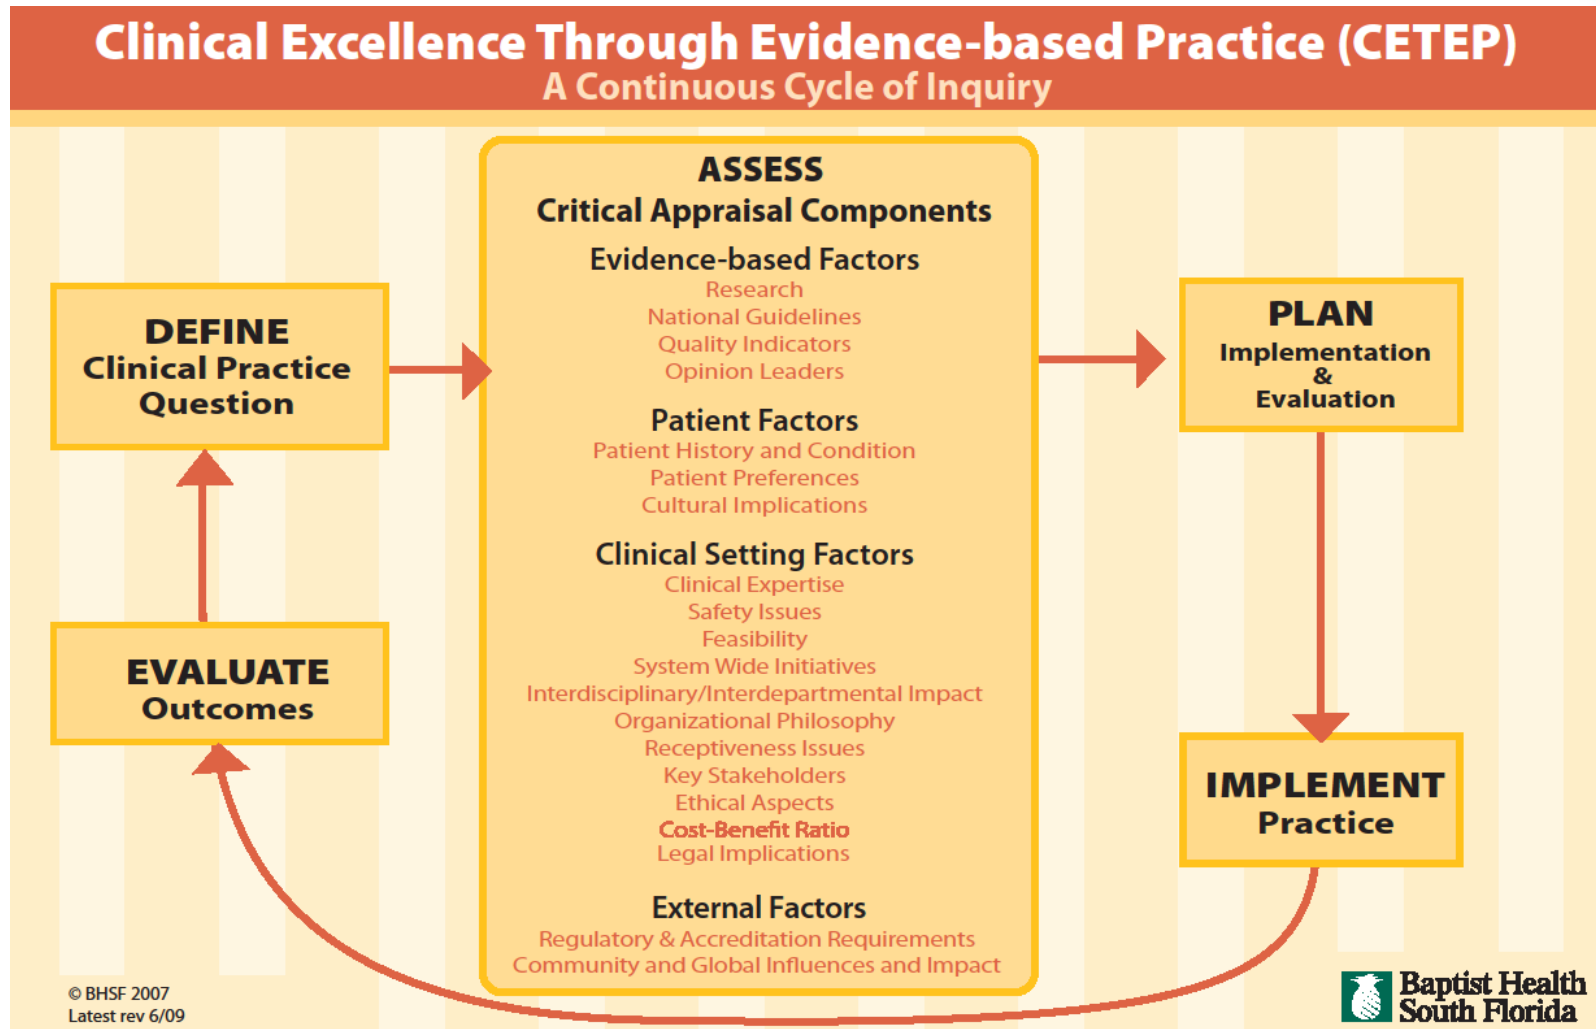 Clinical Excellence Through Evidence-based Practice (CETEP)
A Continuous Cycle of Inquiry
DEFINE
Clinical Practice
Question
ASSESS
Critical Appraisal Components
Evidence-based Factors
Research
National Guidelines
Quality Indicators
Opinion Leaders
Patient Factors
Patient History and Condition
Patient Preferences
Cultural Implications
Clinical Setting Factors
Clinical Expertise
Safety Issues
Feasibility
System Wide Initiatives
Interdisciplinary/Interdepartmental Impact
Organizational Philosophy
Receptiveness Issues
Key Stakeholders
Ethical Aspects
Cost-Benefit Ratio
Legal Implications
External Factors
Regulatory & Accreditation Requirements
Community and Global Influences and Impact
PLAN
Implementation
&
Evaluation
IMPLEMENT
Practice
EVALUATE
Outcomes
© BHSF 2007
Latest rev 6/09
Baptist Health
South Florida